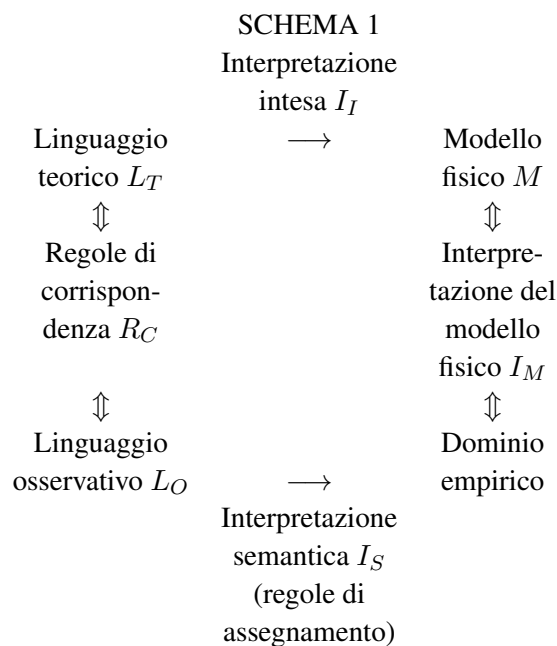 SCHEMA 1
Interpretazione
intesa I_I
Linguaggio ⟶ Modello
teorico L_T fisico M
⇕ ⇕
Regole di Interpre-
corrispon- tazione del
denza R_C modello
fisico I_M
⇕ ⇕
Linguaggio Dominio
osservativo L_O ⟶ empirico
Interpretazione
semantica I_S
(regole di
assegnamento)